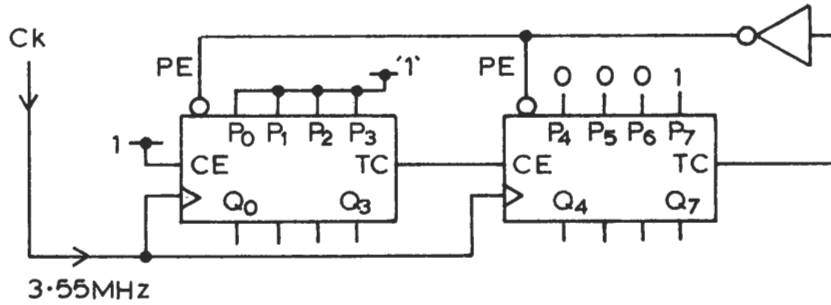 Ck
PE
'1'
PE
0 0 0 1
P0 P1 P2 P3
P4 P5 P6 P7
1
CE
TC
CE
TC
Q0
Q3
Q4
Q7
3·55MHz